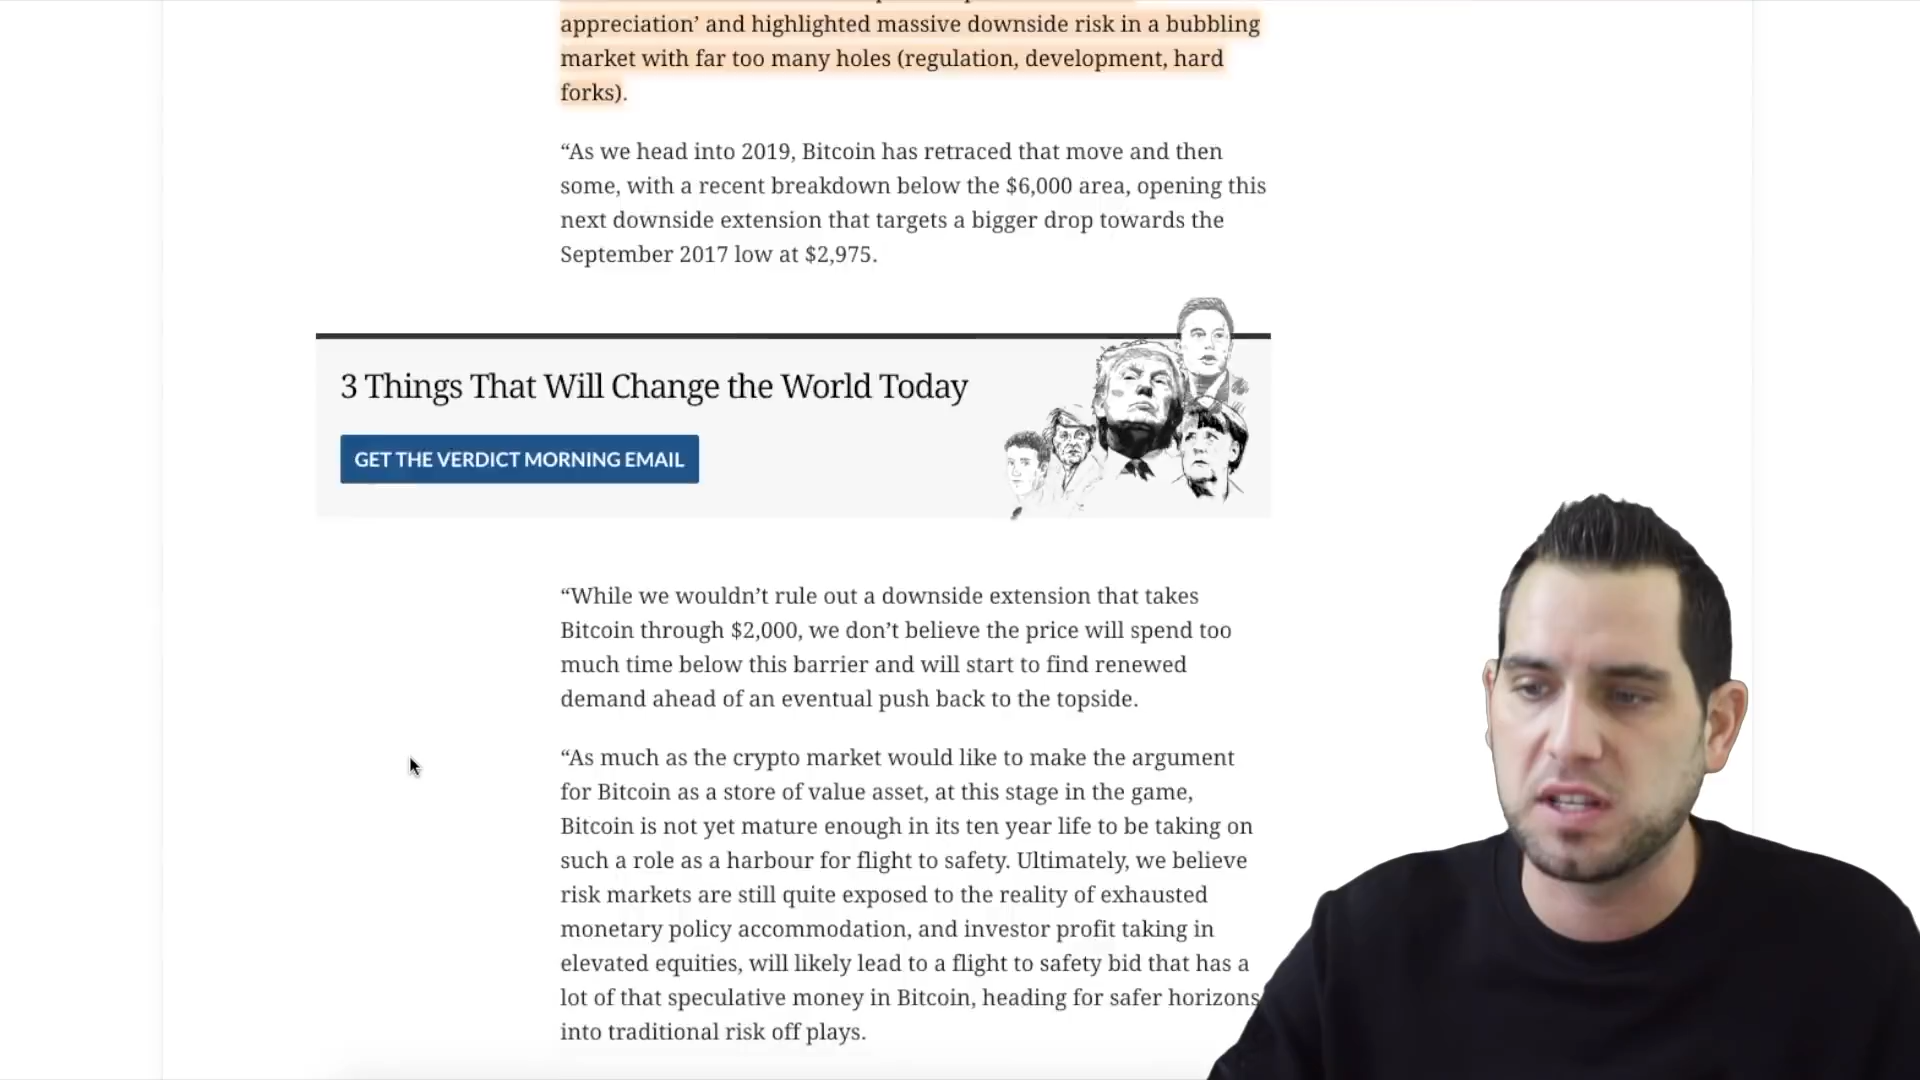 appreciation’ and highlighted massive downside risk in a bubbling
market with far too many holes (regulation, development, hard
forks).
“As we head into 2019, Bitcoin has retraced that move and then
some, with a recent breakdown below the $6,000 area, opening this
next downside extension that targets a bigger drop towards the
September 2017 low at $2,975.
3 Things That Will Change the World Today
GET THE VERDICT MORNING EMAIL
“While we wouldn’t rule out a downside extension that takes
Bitcoin through $2,000, we don’t believe the price will spend too
much time below this barrier and will start to find renewed
demand ahead of an eventual push back to the topside.
“As much as the crypto market would like to make the argument
for Bitcoin as a store of value asset, at this stage in the game,
Bitcoin is not yet mature enough in its ten year life to be taking on
such a role as a harbour for flight to safety. Ultimately, we believe
risk markets are still quite exposed to the reality of exhausted
monetary policy accommodation, and investor profit taking in
elevated equities, will likely lead to a flight to safety bid that has a
lot of that speculative money in Bitcoin, heading for safer horizons
into traditional risk off plays.